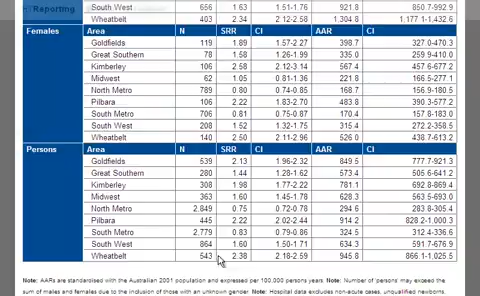 Reporting
South West 656 1.63 1.51-1.76 921.8 860.7-992.9
Wheatbelt 403 2.34 2.12-2.58 1,304.8 1,177.1-1,432.6
Females Area N SRR CI AAR CI
Goldfields 119 1.89 1.57-2.27 398.7 327.0-470.3
Great Southern 78 1.58 1.26-1.99 335.0 259.9-410.0
Kimberley 106 2.58 2.12-3.14 567.4 457.6-677.2
Midwest 62 1.05 0.81-1.36 221.8 166.5-277.1
North Metro 789 0.80 0.74-0.85 168.7 156.9-180.5
Pilbara 106 2.22 1.83-2.70 483.8 390.3-577.2
South Metro 706 0.81 0.75-0.87 170.4 157.8-183.0
South West 208 1.52 1.32-1.75 315.4 272.2-358.5
Wheatbelt 140 2.50 2.11-2.96 526.0 438.7-613.2
Persons Area N SRR CI AAR CI
Goldfields 539 2.13 1.96-2.32 849.5 777.7-921.3
Great Southern 280 1.44 1.28-1.62 573.4 505.6-641.2
Kimberley 308 1.98 1.77-2.22 781.1 692.8-869.4
Midwest 363 1.60 1.45-1.78 628.3 563.5-693.0
North Metro 2,849 0.75 0.72-0.78 294.6 283.8-305.4
Pilbara 445 2.22 2.02-2.44 914.2 828.2-1,000.3
South Metro 2,779 0.83 0.79-0.86 324.5 312.4-336.6
South West 864 1.60 1.50-1.71 634.3 591.7-676.9
Wheatbelt 543 2.38 2.18-2.59 945.8 866.1-1,025.5
Note: AARs are standardised with the Australian 2001 population and expressed per 100,000 persons years. Note: Number of 'persons' may exceed the
sum of males and females due to the inclusion of those with an unknown gender. Note: Hospital data excludes non-acute cases, unqualified newborns,